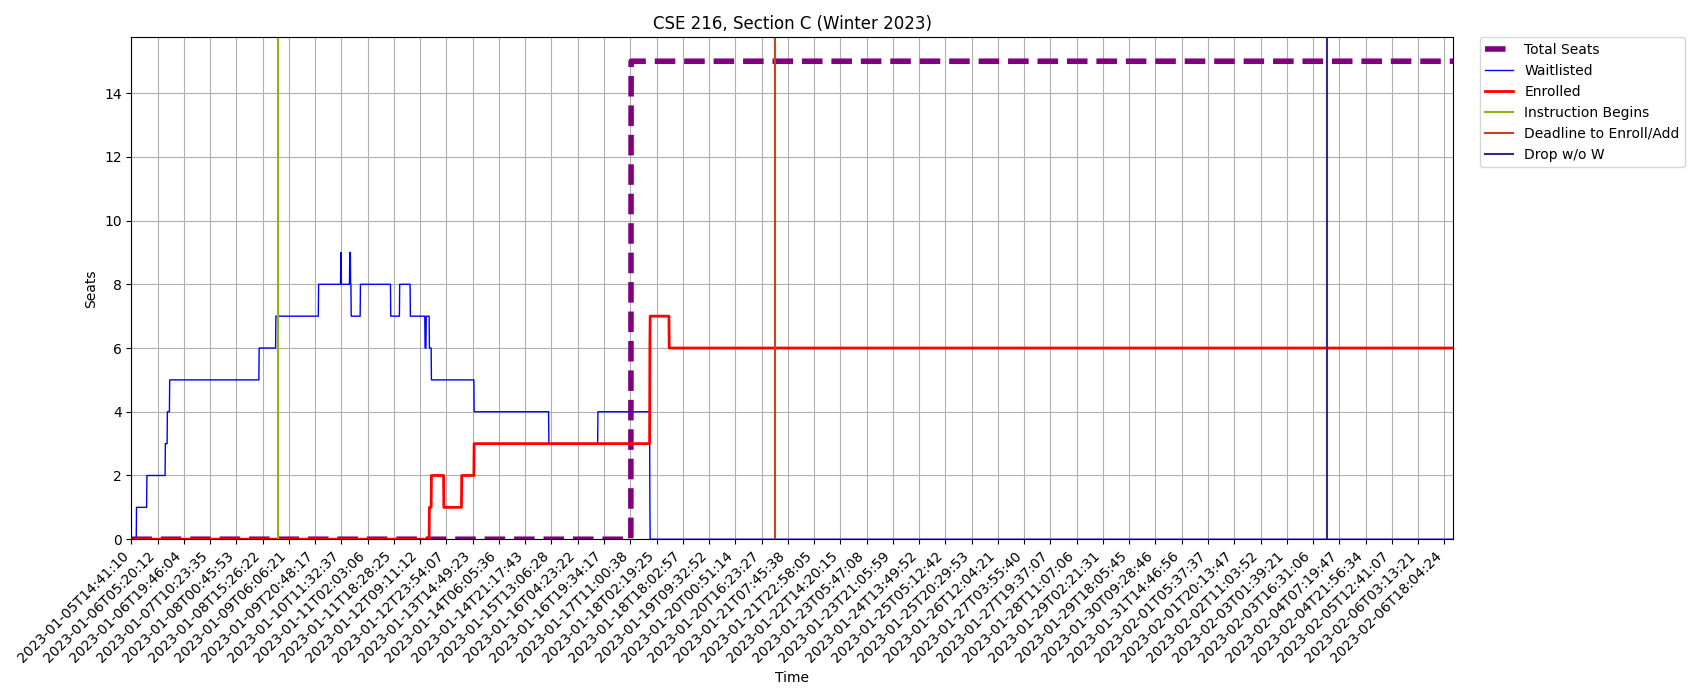 CSE 216, Section C (Winter 2023)
Total Seats
Waitlisted
Enrolled
Instruction Begins
Deadline to Enroll/Add
Drop w/o W
Seats
14
12
10
8
6
4
2
0
2023-01-05T14:41:10
2023-01-06T05:20:12
2023-01-06T19:46:04
2023-01-07T10:23:35
2023-01-08T00:45:53
2023-01-08T15:26:22
2023-01-09T06:06:21
2023-01-09T20:48:17
2023-01-10T11:32:37
2023-01-11T02:03:06
2023-01-11T18:28:25
2023-01-12T09:11:12
2023-01-12T23:54:07
2023-01-13T14:49:23
2023-01-14T06:05:36
2023-01-14T21:17:43
2023-01-15T13:06:28
2023-01-16T04:23:22
2023-01-16T19:34:17
2023-01-17T11:00:38
2023-01-18T02:19:25
2023-01-18T18:02:57
2023-01-19T09:32:52
2023-01-20T00:51:14
2023-01-20T16:23:27
2023-01-21T07:45:38
2023-01-21T22:58:05
2023-01-22T14:20:15
2023-01-23T05:47:08
2023-01-23T21:05:59
2023-01-24T13:49:52
2023-01-25T05:12:42
2023-01-25T20:29:53
2023-01-26T12:04:21
2023-01-27T03:55:40
2023-01-27T19:37:07
2023-01-28T11:07:06
2023-01-29T02:21:31
2023-01-29T18:05:45
2023-01-30T09:28:46
2023-01-31T14:46:56
2023-02-01T05:37:37
2023-02-01T20:13:47
2023-02-02T11:03:52
2023-02-03T01:39:21
2023-02-03T16:31:06
2023-02-04T07:19:47
2023-02-04T21:56:34
2023-02-05T12:41:07
2023-02-06T03:13:21
2023-02-06T18:04:24
Time